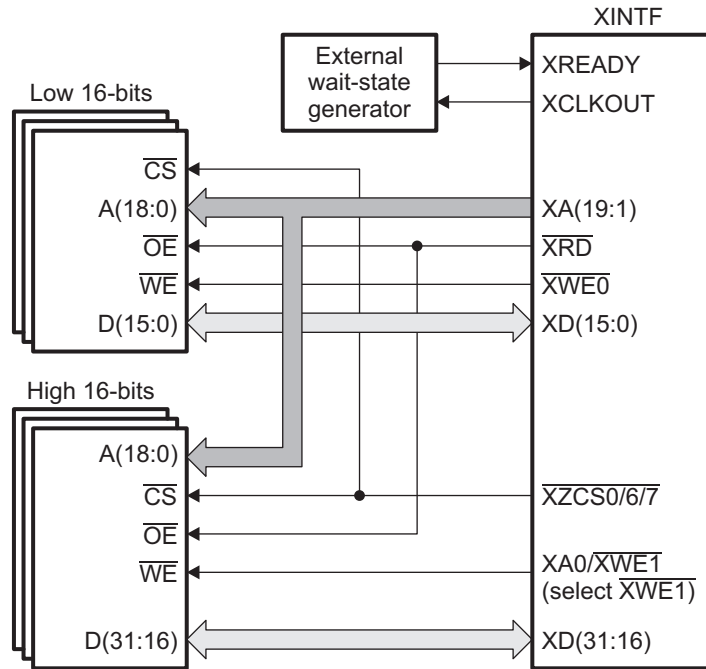 XINTF
External
wait-state
generator
XREADY
XCLKOUT
Low 16-bits
CS
A(18:0)
OE
WE
D(15:0)
XA(19:1)
XRD
XWE0
XD(15:0)
High 16-bits
A(18:0)
CS
OE
WE
D(31:16)
XZCS0/6/7
XA0/XWE1
(select XWE1)
XD(31:16)